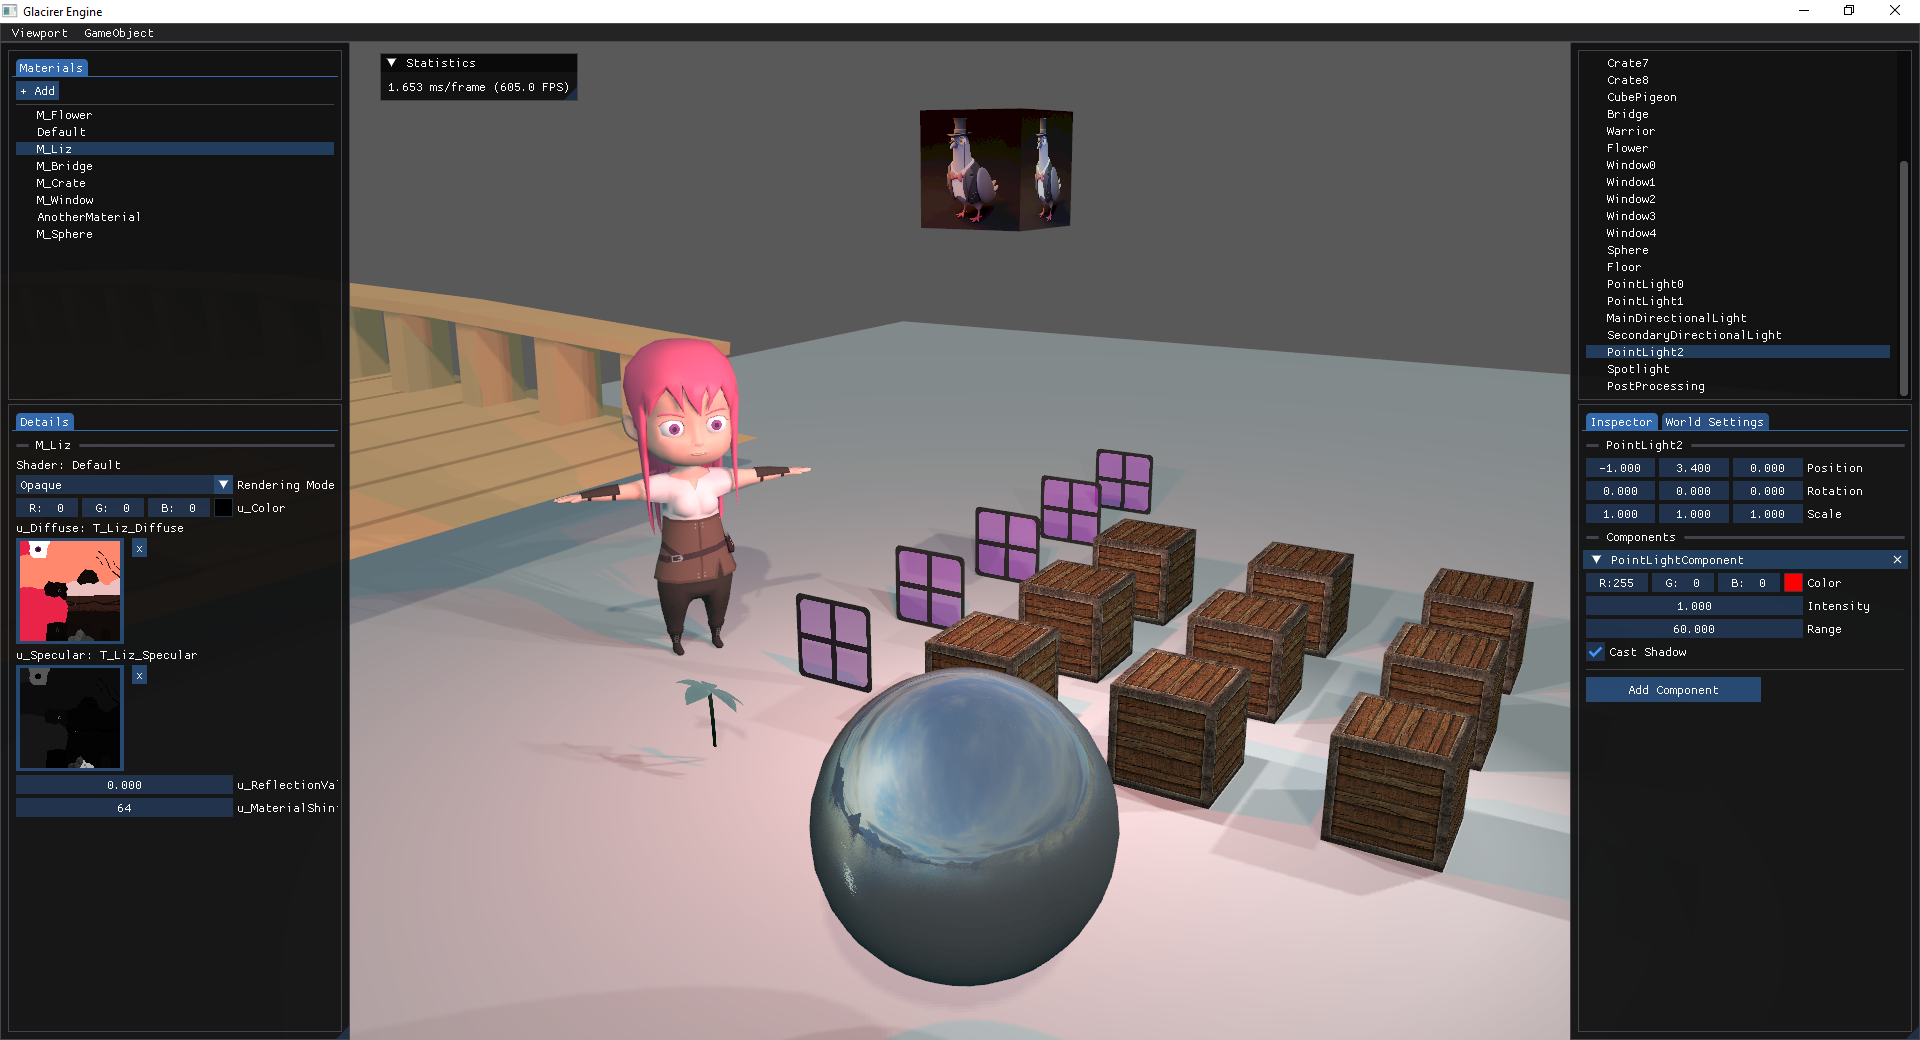 Glacirer Engine
Viewport GameObject
Materials
+ Add
M_Flower
Default
M_Liz
M_Bridge
M_Crate
M_Window
AnotherMaterial
M_Sphere
Details
M_Liz
Shader: Default
Opaque Rendering Mode
R: 0 G: 0 B: 0 u_Color
u_Diffuse: T_Liz_Diffuse
x
u_Specular: T_Liz_Specular
x
0.000 u_ReflectionVa
64 u_MaterialShin
Statistics
1.653 ms/frame (605.0 FPS)
Crate7
Crate8
CubePigeon
Bridge
Warrior
Flower
Window0
Window1
Window2
Window3
Window4
Sphere
Floor
PointLight0
PointLight1
MainDirectionalLight
SecondaryDirectionalLight
PointLight2
Spotlight
PostProcessing
Inspector World Settings
PointLight2
-1.000 3.400 0.000 Position
0.000 0.000 0.000 Rotation
1.000 1.000 1.000 Scale
Components
PointLightComponent
R:255 G: 0 B: 0 Color
1.000 Intensity
60.000 Range
Cast Shadow
Add Component